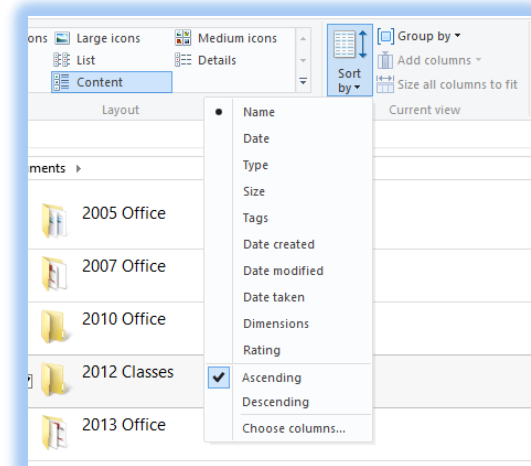 ons Large icons Medium icons
List Details
Content
Layout
Sort by
Group by
Add columns
Size all columns to fit
Current view
ments
Name
Date
Type
Size
Tags
Date created
Date modified
Date taken
Dimensions
Rating
Ascending
Descending
Choose columns...
2005 Office
2007 Office
2010 Office
2012 Classes
2013 Office